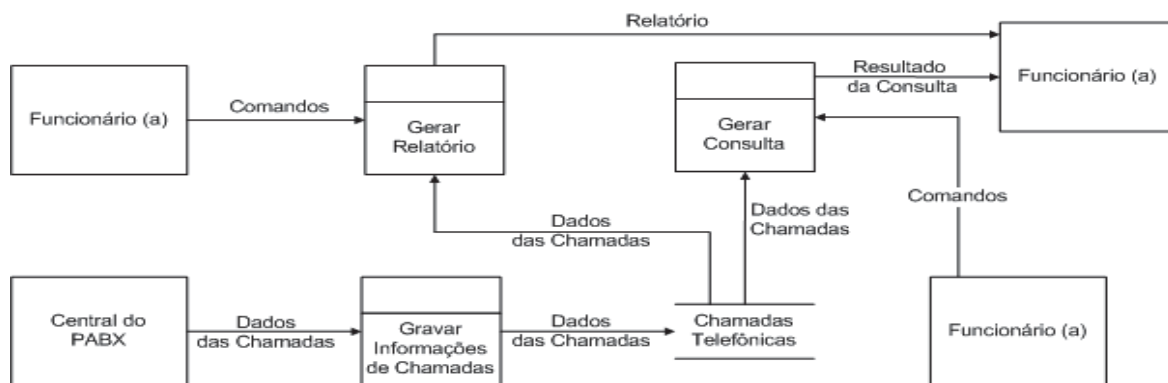 Relatório
Funcionário (a)
Comandos
Gerar
Relatório
Gerar
Consulta
Resultado
da Consulta
Funcionário (a)
Dados
das Chamadas
Dados das
Chamadas
Comandos
Central do
PABX
Dados
das Chamadas
Gravar
Informações
de Chamadas
Dados
das Chamadas
Chamadas
Telefônicas
Funcionário (a)